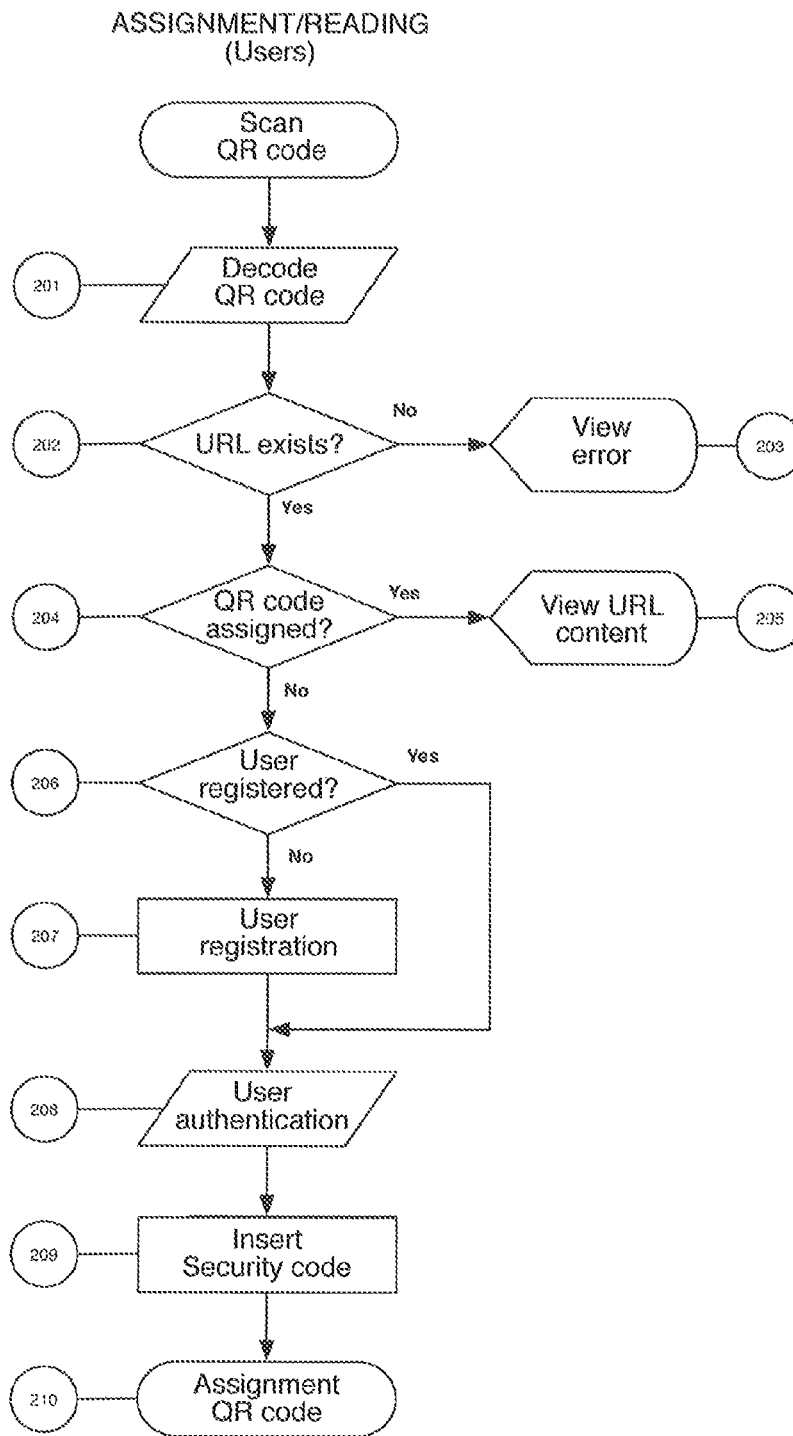 ASSIGNMENT/READING
(Users)
Scan
QR code
201
Decode
QR code
202
URL exists?
No
View
error
203
Yes
204
QR code
assigned?
Yes
View URL
content
205
No
206
User
registered?
Yes
No
207
User
registration
208
User
authentication
209
Insert
Security code
210
Assignment
QR code